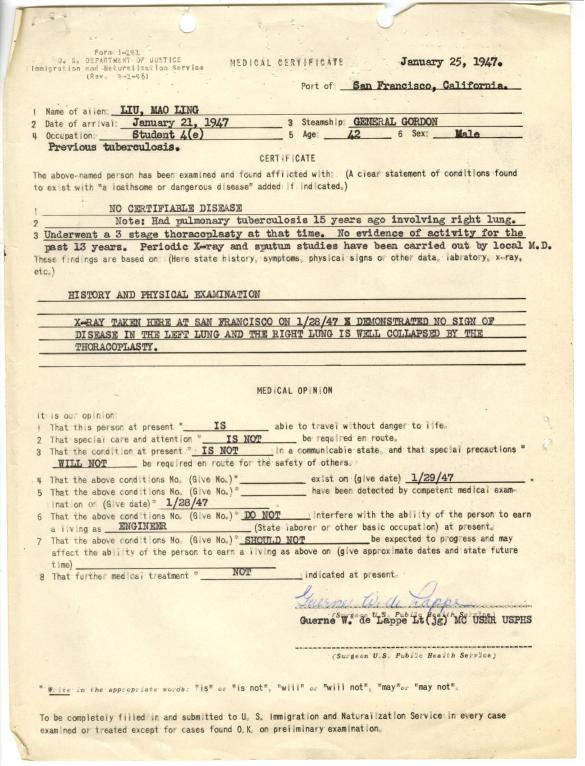 Form I-141
U. S. DEPARTMENT OF JUSTICE
Immigration and Naturalization Service
(Rev. 4-1-46)
MEDICAL CERTIFICATE
January 25, 1947.
Port of: San Francisco, California.
1 Name of alien: LIU, MAO LING
2 Date of arrival: January 21, 1947 3 Steamship: GENERAL GORDON
4 Occupation: Student 4(e) 5 Age: 42 6 Sex: Male
Previous tuberculosis.
CERTIFICATE
The above-named person has been examined and found afflicted with: (A clear statement of conditions found
to exist with "a loathsome or dangerous disease" added if indicated.)
1 NO CERTIFIABLE DISEASE
2 Note: Had pulmonary tuberculosis 15 years ago involving right lung.
3 Underwent a 3 stage thoracoplasty at that time. No evidence of activity for the
past 13 years. Periodic X-ray and sputum studies have been carried out by local M.D.
These findings are based on: (Here state history, symptoms, physical signs or other data, labratory, x-ray,
etc.)
HISTORY AND PHYSICAL EXAMINATION
X-RAY TAKEN HERE AT SAN FRANCISCO ON 1/28/47 X DEMONSTRATED NO SIGN OF
DISEASE IN THE LEFT LUNG AND THE RIGHT LUNG IS WELL COLLAPSED BY THE
THORACOPLASTY.
MEDICAL OPINION
It is our opinion:
1 That this person at present * IS able to travel without danger to life.
2 That special care and attention * IS NOT be required en route.
3 That the condition at present * IS NOT in a communicable state, and that special precautions *
WILL NOT be required en route for the safety of others.
4 That the above conditions No. (Give No.)* exist on (give date) 1/29/47
5 That the above conditions No. (Give No.)* have been detected by competent medical exam-
ination on (Give date) * 1/28/47
6 That the above conditions No. (Give No.)* DO NOT interfere with the ability of the person to earn
a living as ENGINEER (State laborer or other basic occupation) at present.
7 That the above conditions No. (Give No.)* SHOULD NOT be expected to progress and may
affect the ability of the person to earn a living as above on (give approximate dates and state future
time)
8 That further medical treatment * NOT indicated at present.
Guerne W. de Lappe
(Surgeon U.S. Public Health Service)
Guerne W. de Lappe Lt(jg) MC USNR USPHS
(Surgeon U.S. Public Health Service)
* Write in the appropriate words: "is" or "is not", "will" or "will not", "may" or "may not".
To be completely filled in and submitted to U. S. Immigration and Naturalization Service in every case
examined or treated except for cases found O.K. on preliminary examination.